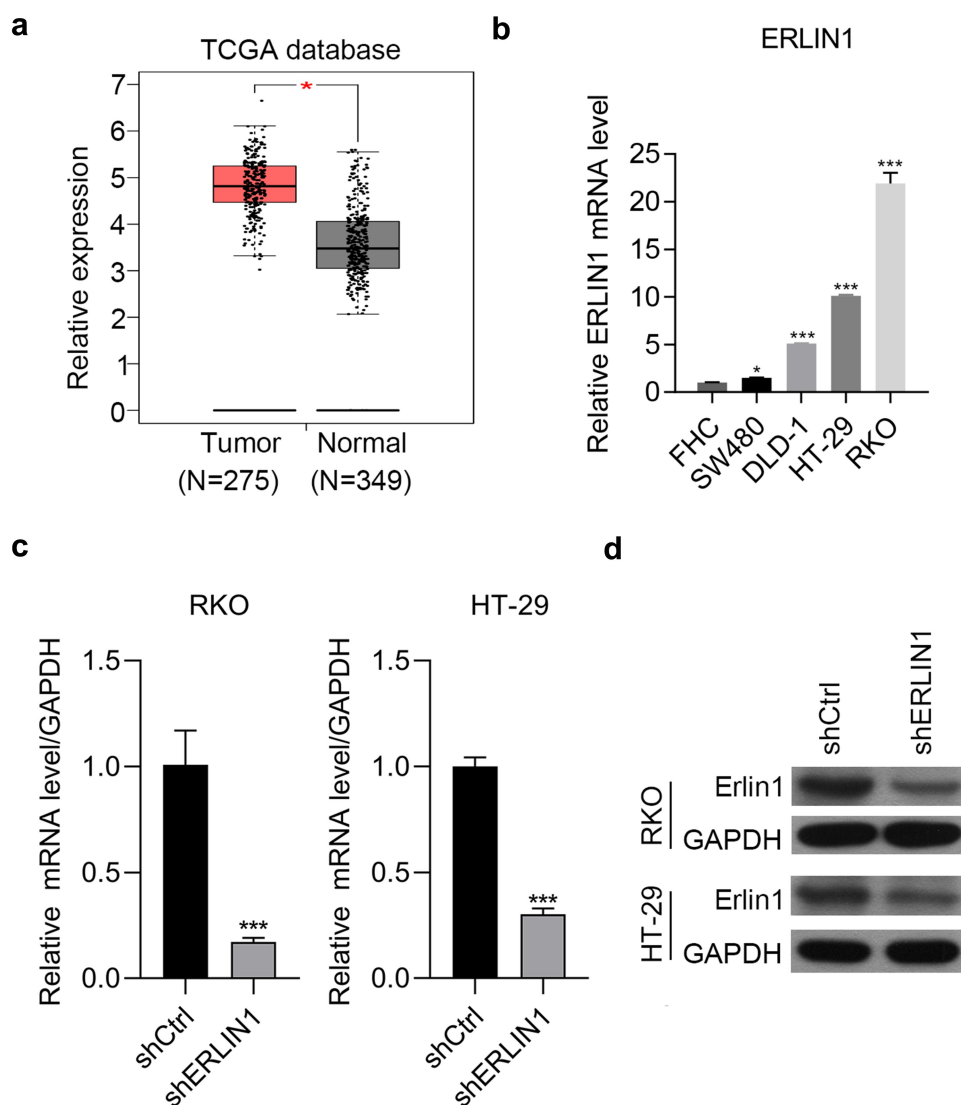 a
TCGA database
Relative expression
7
6
5
4
3
2
1
0
*
Tumor
(N=275)
Normal
(N=349)
b
ERLIN1
Relative ERLIN1 mRNA level
25
20
15
10
5
0
*
***
***
***
FHC
SW480
DLD-1
HT-29
RKO
c
RKO
Relative mRNA level/GAPDH
1.5
1.0
0.5
0.0
***
shCtrl
shERLIN1
HT-29
Relative mRNA level/GAPDH
1.5
1.0
0.5
0.0
***
shCtrl
shERLIN1
d
shCtrl
shERLIN1
RKO
Erlin1
GAPDH
HT-29
Erlin1
GAPDH